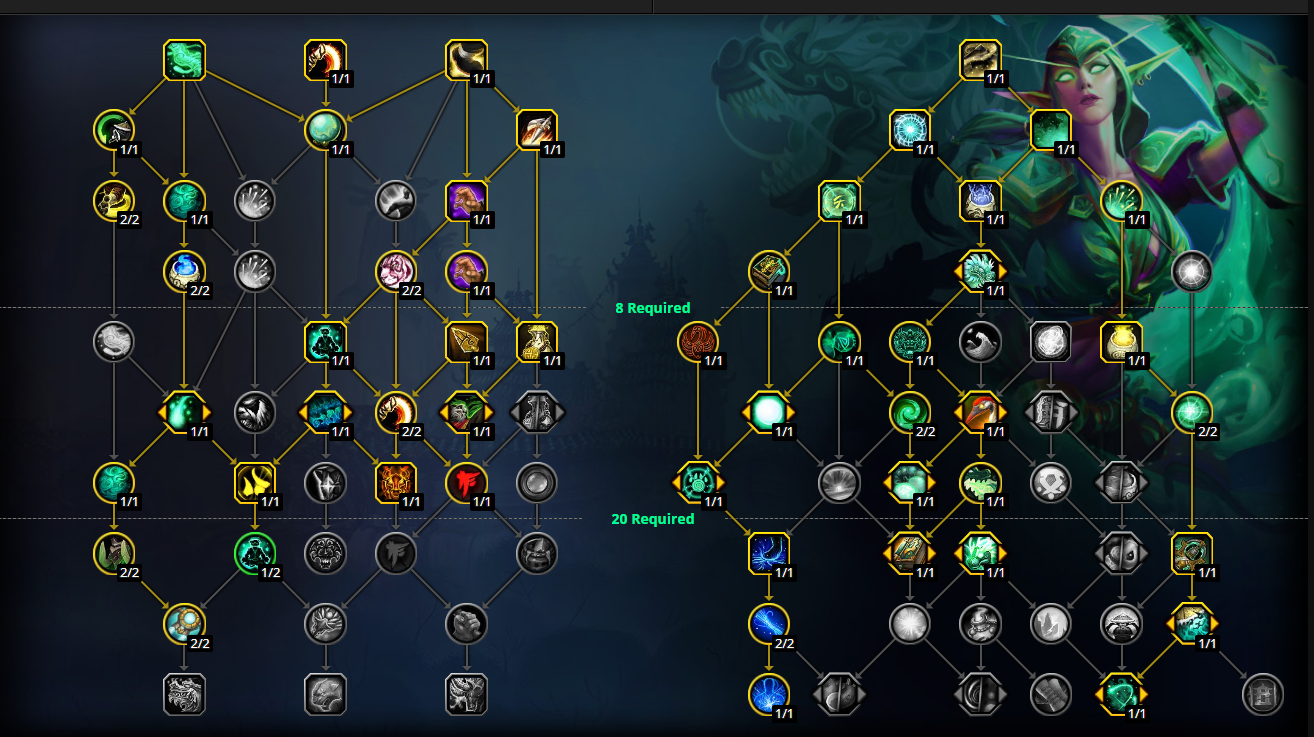 1/1 1/1 1/1
1/1 1/1 1/1 1/1 1/1
2/2 1/1 1/1 1/1 1/1 1/1
2/2 2/2 1/1 1/1 1/1
8 Required
1/1 1/1 1/1 1/1 1/1 1/1 1/1
1/1 1/1 2/2 1/1 1/1 2/2 1/1 2/2
1/1 1/1 1/1 1/1 1/1 1/1 1/1
20 Required
2/2 1/2 1/1 1/1 1/1 1/1
2/2 2/2 1/1
1/1 1/1